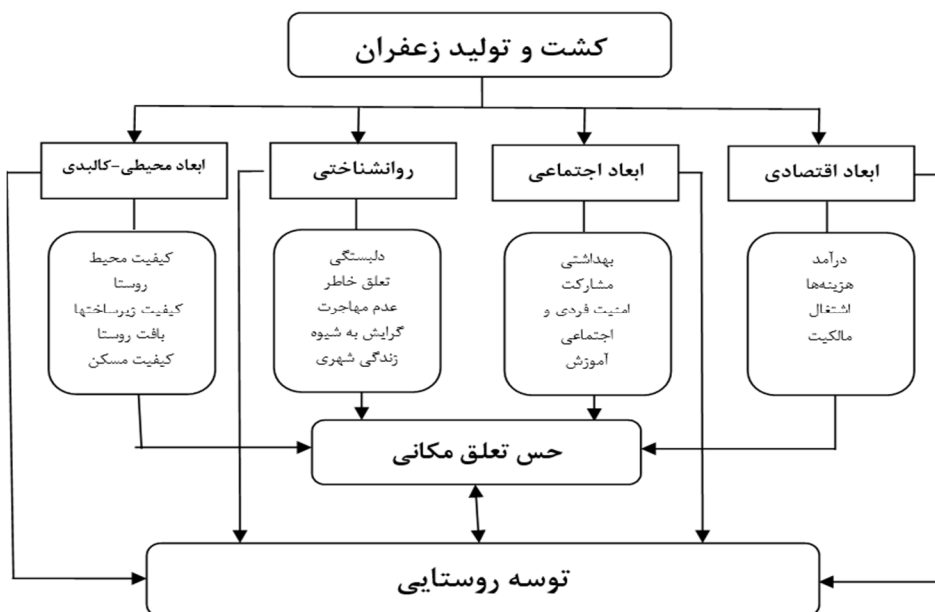 کشت و تولید زعفران
ابعاد اقتصادی
ابعاد اجتماعی
روانشناختی
ابعاد محیطی-کالبدی
درآمد
هزینه‌ها
اشتغال
مالکیت
بهداشتی
مشارکت
امنیت فردی و
اجتماعی
آموزش
دلبستگی
تعلق خاطر
عدم مهاجرت
گرایش به شیوه
زندگی شهری
کیفیت محیط
روستا
کیفیت زیرساختها
بافت روستا
کیفیت مسکن
حس تعلق مکانی
توسه روستایی